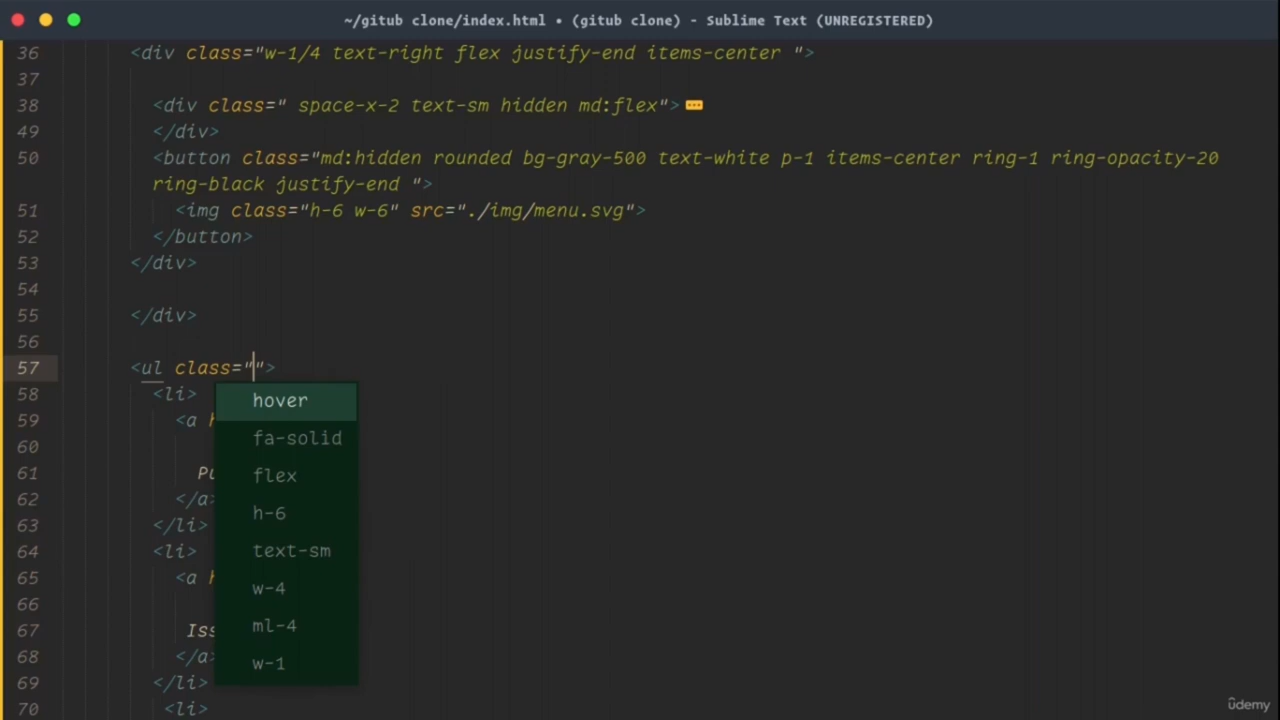 ~/gitub clone/index.html • (gitub clone) - Sublime Text (UNREGISTERED)
36 <div class="w-1/4 text-right flex justify-end items-center ">
37
38 <div class=" space-x-2 text-sm hidden md:flex">
49 </div>
50 <button class="md:hidden rounded bg-gray-500 text-white p-1 items-center ring-1 ring-opacity-20
ring-black justify-end ">
51 <img class="h-6 w-6" src="./img/menu.svg">
52 </button>
53 </div>
54
55 </div>
56
57 <ul class="">
58 <li>
59 <a
60
61 Pu
62 </a>
63 </li>
64 <li>
65 <a
66
67 Iss
68 </a>
69 </li>
70 <li>
hover
fa-solid
flex
h-6
text-sm
w-4
ml-4
w-1
ûdemy